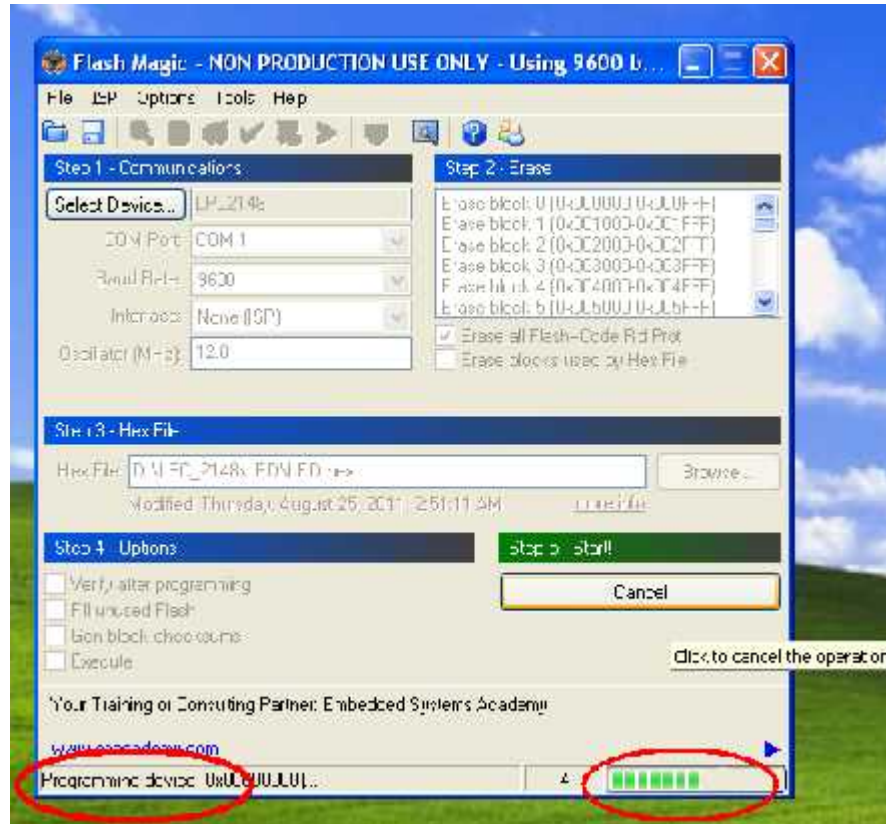 Flash Magic - NON PRODUCTION USE ONLY - Using 9600 b...
File ISP Options Tools Help
Step 1 - Communications
Step 2 - Erase
Select Device... LPC2148
COM Port: COM 1
Baud Rate: 9600
Interface: None (ISP)
Oscillator (MHz): 12.0
Erase block 0 (0x000000-0x000FFF)
Erase block 1 (0x001000-0x001FFF)
Erase block 2 (0x002000-0x002FFF)
Erase block 3 (0x003000-0x003FFF)
Erase block 4 (0x004000-0x004FFF)
Erase block 5 (0x005000-0x005FFF)
Erase all Flash+Code Rd Prot
Erase blocks used by Hex File
Step 3 - Hex File
Hex File:
Browse...
Modified: Thursday, August 25, 2011, 2:51:11 AM
more info
Step 4 - Options
Step 5 - Start!
Verify after programming
Fill unused Flash
Gen block checksums
Execute
Cancel
Click to cancel the operation
Your Training or Consulting Partner: Embedded Systems Academy
www.esacademy.com
Programming device
4